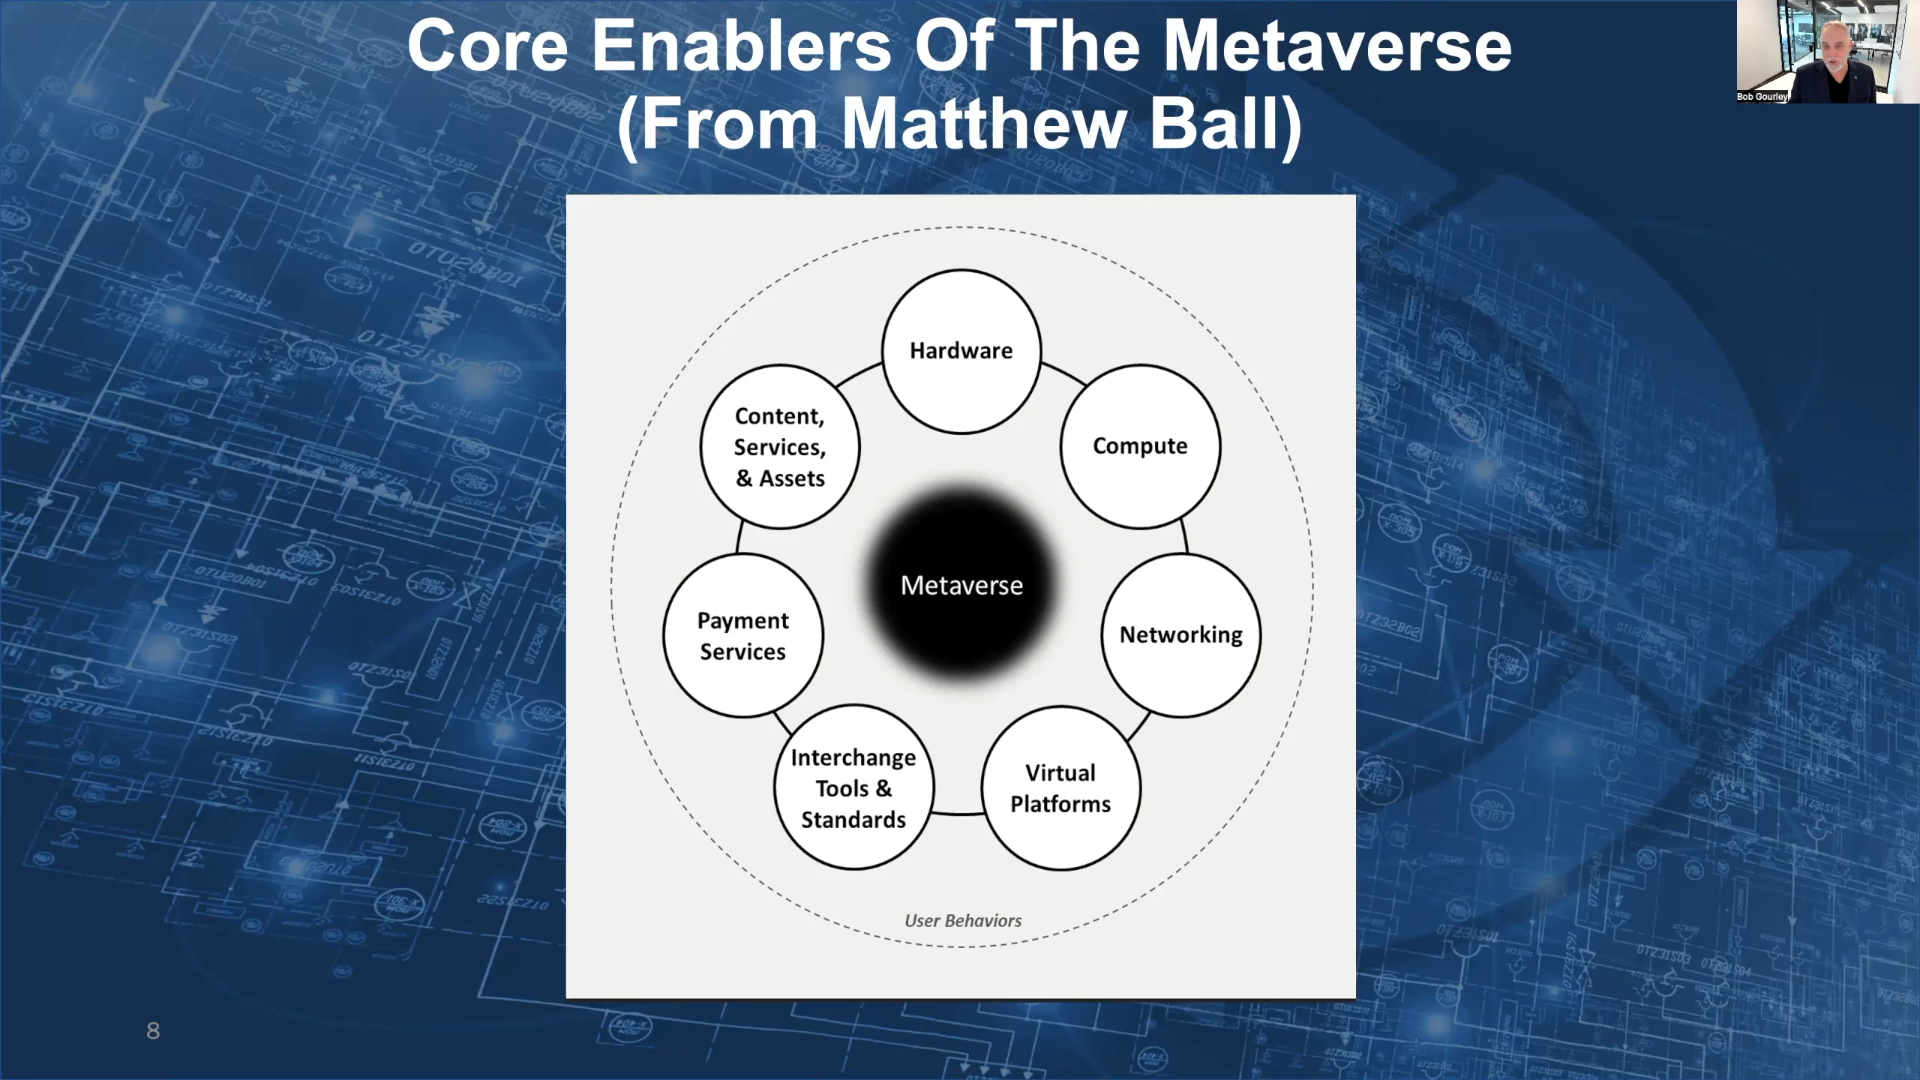 Core Enablers Of The Metaverse
(From Matthew Ball)
Bob Gourley
Hardware
Content,
Services,
& Assets
Compute
Metaverse
Payment
Services
Networking
Interchange
Tools &
Standards
Virtual
Platforms
User Behaviors
8